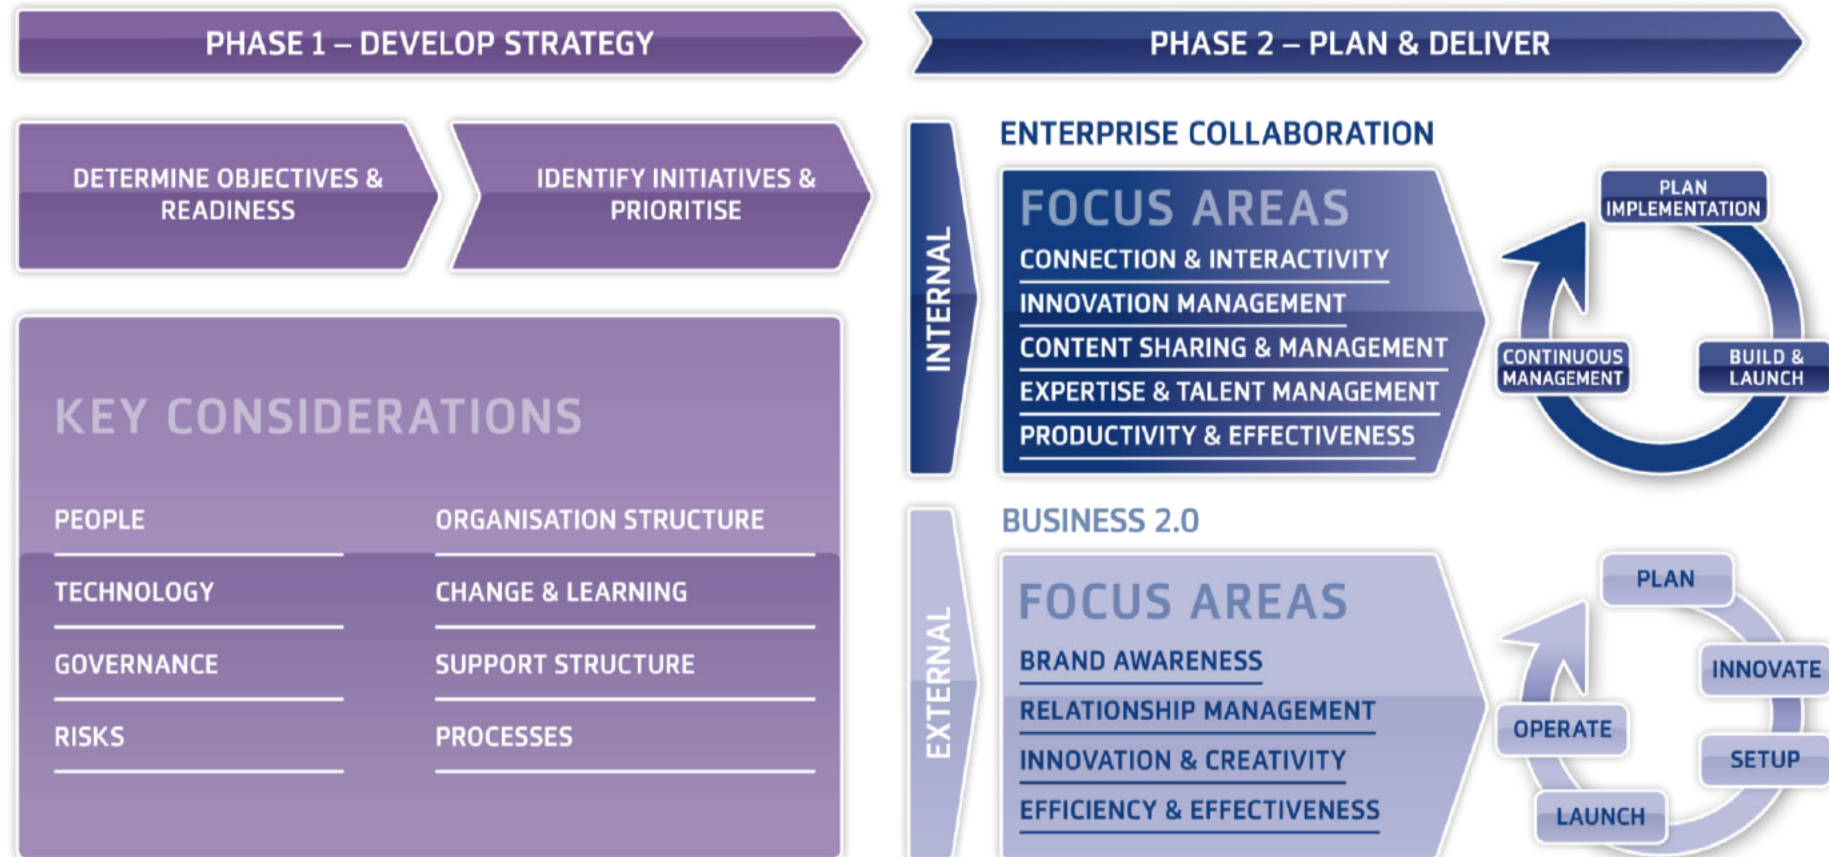 PHASE 1 – DEVELOP STRATEGY
DETERMINE OBJECTIVES &
READINESS
IDENTIFY INITIATIVES &
PRIORITISE
KEY CONSIDERATIONS
PEOPLE
TECHNOLOGY
GOVERNANCE
RISKS
ORGANISATION STRUCTURE
CHANGE & LEARNING
SUPPORT STRUCTURE
PROCESSES
PHASE 2 – PLAN & DELIVER
INTERNAL
ENTERPRISE COLLABORATION
FOCUS AREAS
CONNECTION & INTERACTIVITY
INNOVATION MANAGEMENT
CONTENT SHARING & MANAGEMENT
EXPERTISE & TALENT MANAGEMENT
PRODUCTIVITY & EFFECTIVENESS
PLAN
IMPLEMENTATION
BUILD &
LAUNCH
CONTINUOUS
MANAGEMENT
EXTERNAL
BUSINESS 2.0
FOCUS AREAS
BRAND AWARENESS
RELATIONSHIP MANAGEMENT
INNOVATION & CREATIVITY
EFFICIENCY & EFFECTIVENESS
PLAN
INNOVATE
SETUP
LAUNCH
OPERATE